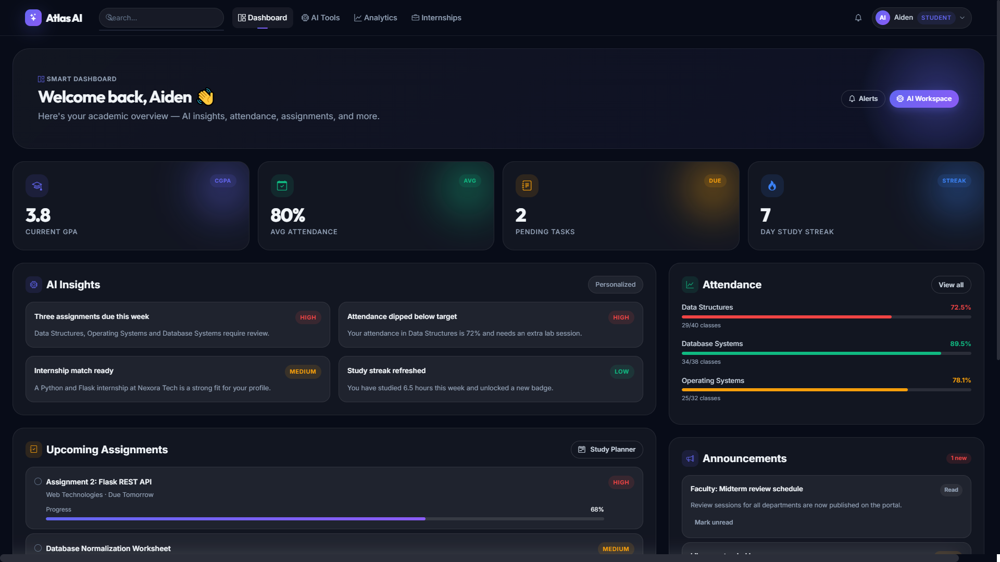 Atlas AI
Search...
Dashboard
AI Tools
Analytics
Internships
AI Aiden STUDENT
SMART DASHBOARD
Welcome back, Aiden 👋
Here's your academic overview — AI insights, attendance, assignments, and more.
Alerts
AI Workspace
CGPA
3.8
CURRENT GPA
AVG
80%
AVG ATTENDANCE
DUE
2
PENDING TASKS
STREAK
7
DAY STUDY STREAK
AI Insights
Personalized
Three assignments due this week
HIGH
Data Structures, Operating Systems and Database Systems require review.
Attendance dipped below target
HIGH
Your attendance in Data Structures is 72% and needs an extra lab session.
Internship match ready
MEDIUM
A Python and Flask internship at Nexora Tech is a strong fit for your profile.
Study streak refreshed
LOW
You have studied 6.5 hours this week and unlocked a new badge.
Attendance
View all
Data Structures
72.5%
29/40 classes
Database Systems
89.5%
34/38 classes
Operating Systems
78.1%
25/32 classes
Upcoming Assignments
Study Planner
Assignment 2: Flask REST API
HIGH
Web Technologies · Due Tomorrow
Progress
68%
Database Normalization Worksheet
MEDIUM
Announcements
1 new
Faculty: Midterm review schedule
Read
Review sessions for all departments are now published on the portal.
Mark unread